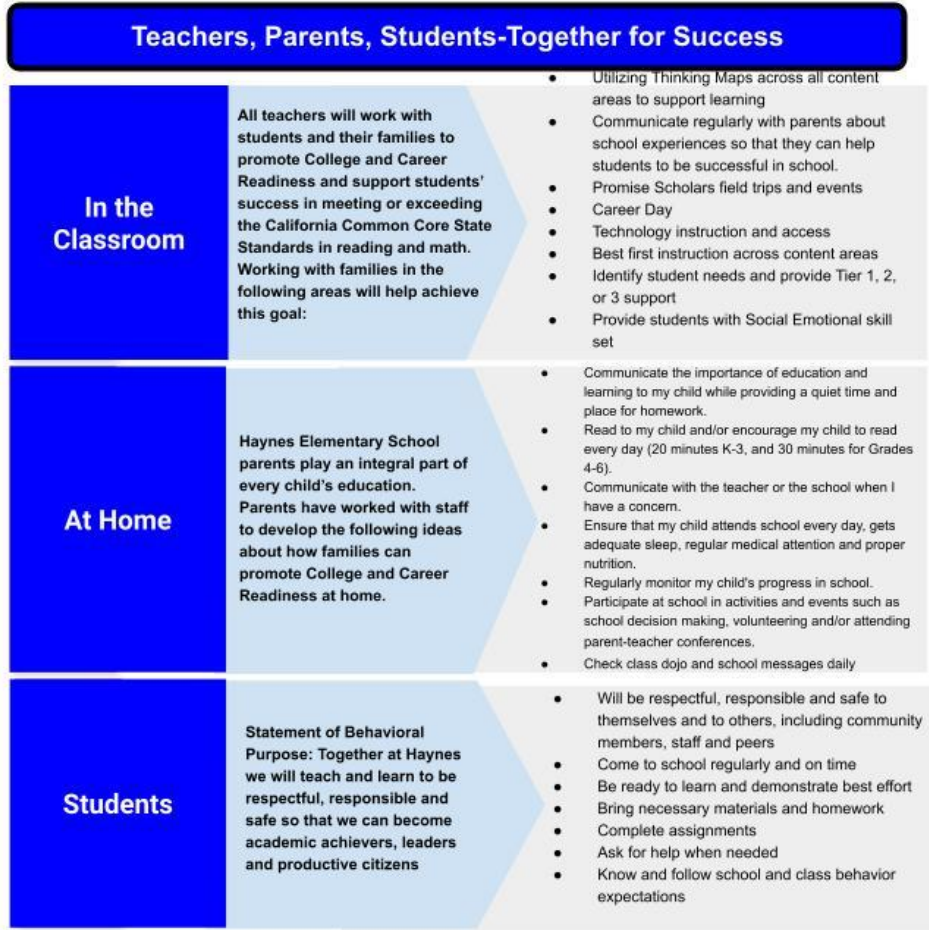 Teachers, Parents, Students-Together for Success
In the
Classroom
All teachers will work with
students and their families to
promote College and Career
Readiness and support students'
success in meeting or exceeding
the California Common Core State
Standards in reading and math.
Working with families in the
following areas will help achieve
this goal:
● Utilizing Thinking Maps across all content
areas to support learning
● Communicate regularly with parents about
school experiences so that they can help
students to be successful in school.
● Promise Scholars field trips and events
● Career Day
● Technology instruction and access
● Best first instruction across content areas
● Identify student needs and provide Tier 1, 2,
or 3 support
● Provide students with Social Emotional skill
set
At Home
Haynes Elementary School
parents play an integral part of
every child's education.
Parents have worked with staff
to develop the following ideas
about how families can
promote College and Career
Readiness at home.
● Communicate the importance of education and
learning to my child while providing a quiet time and
place for homework.
● Read to my child and/or encourage my child to read
every day (20 minutes K-3, and 30 minutes for Grades
4-6).
● Communicate with the teacher or the school when I
have a concern.
● Ensure that my child attends school every day, gets
adequate sleep, regular medical attention and proper
nutrition.
● Regularly monitor my child's progress in school.
● Participate at school in activities and events such as
school decision making, volunteering and/or attending
parent-teacher conferences.
● Check class dojo and school messages daily
Students
Statement of Behavioral
Purpose: Together at Haynes
we will teach and learn to be
respectful, responsible and
safe so that we can become
academic achievers, leaders
and productive citizens
● Will be respectful, responsible and safe to
themselves and to others, including community
members, staff and peers
● Come to school regularly and on time
● Be ready to learn and demonstrate best effort
● Bring necessary materials and homework
● Complete assignments
● Ask for help when needed
● Know and follow school and class behavior
expectations